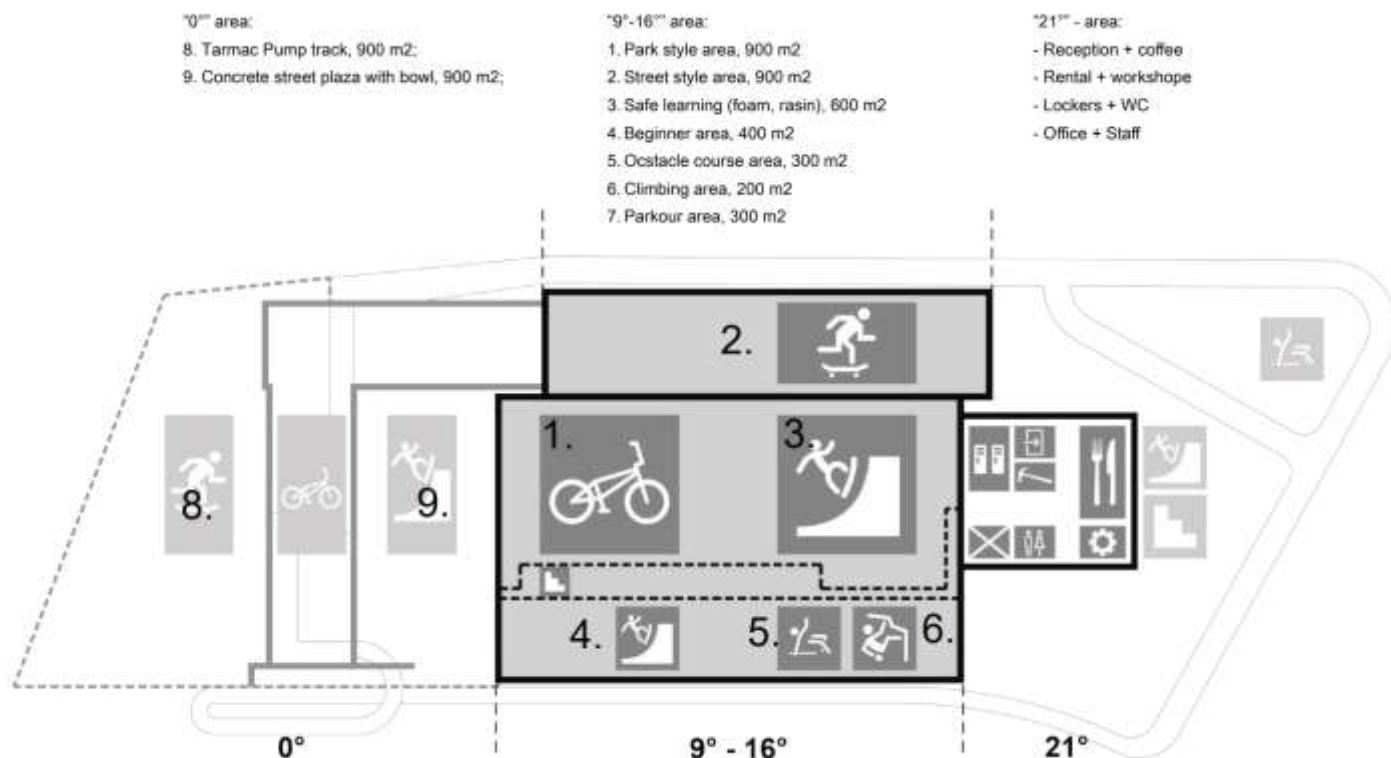 "0°" area:
8. Tarmac Pump track, 900 m2;
9. Concrete street plaza with bowl, 900 m2;
"9°-16°" area:
1. Park style area, 900 m2
2. Street style area, 900 m2
3. Safe learning (foam, rasin), 600 m2
4. Beginner area, 400 m2
5. Ocstacle course area, 300 m2
6. Climbing area, 200 m2
7. Parkour area, 300 m2
"21°" - area:
- Reception + coffee
- Rental + workshope
- Lockers + WC
- Office + Staff
2.
1.
3.
8.
9.
4.
5.
6.
0°
9° - 16°
21°